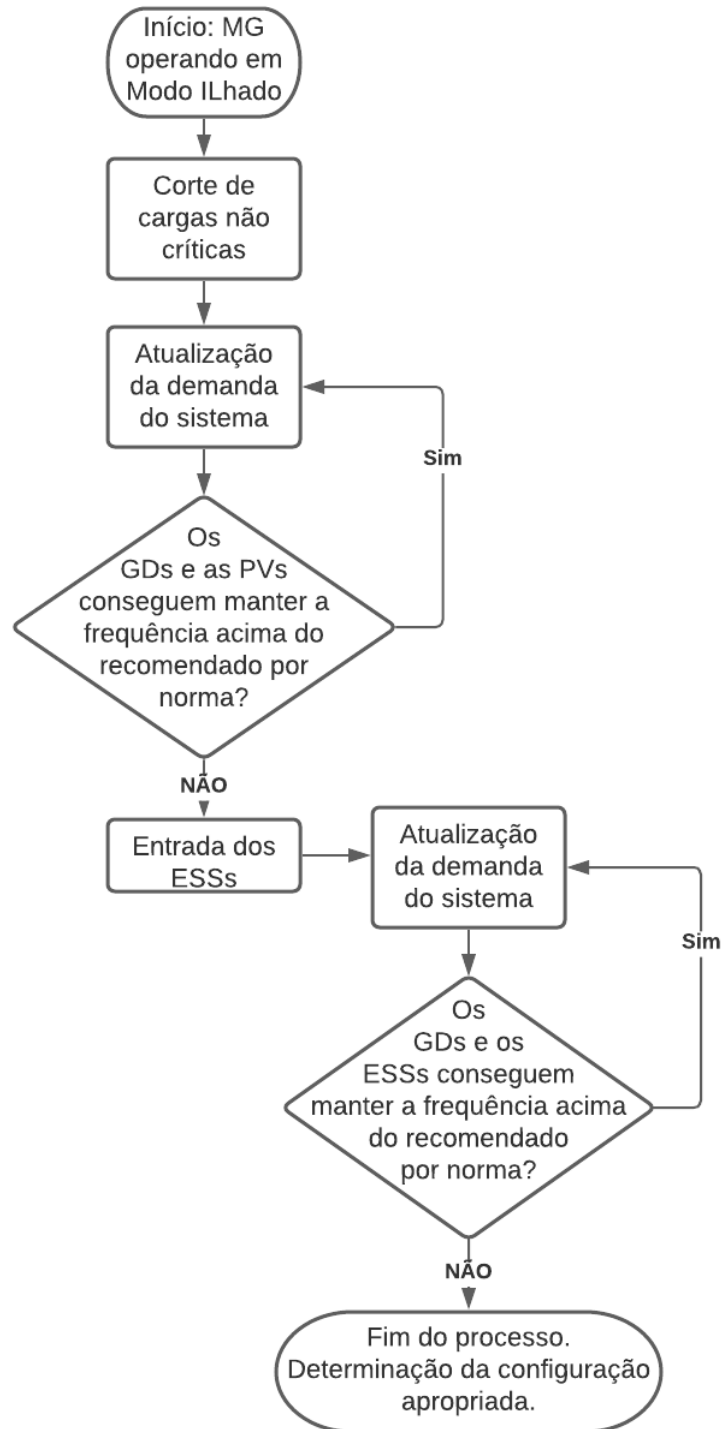 Início: MG
operando em
Modo ILhado
Corte de
cargas não
críticas
Atualização
da demanda
do sistema
Sim
Os
GDs e as PVs
conseguem manter a
frequência acima do
recomendado por
norma?
NÃO
Entrada dos
ESSs
Atualização
da demanda
do sistema
Sim
Os
GDs e os
ESSs conseguem
manter a frequência acima
do recomendado
por norma?
NÃO
Fim do processo.
Determinação da configuração
apropriada.